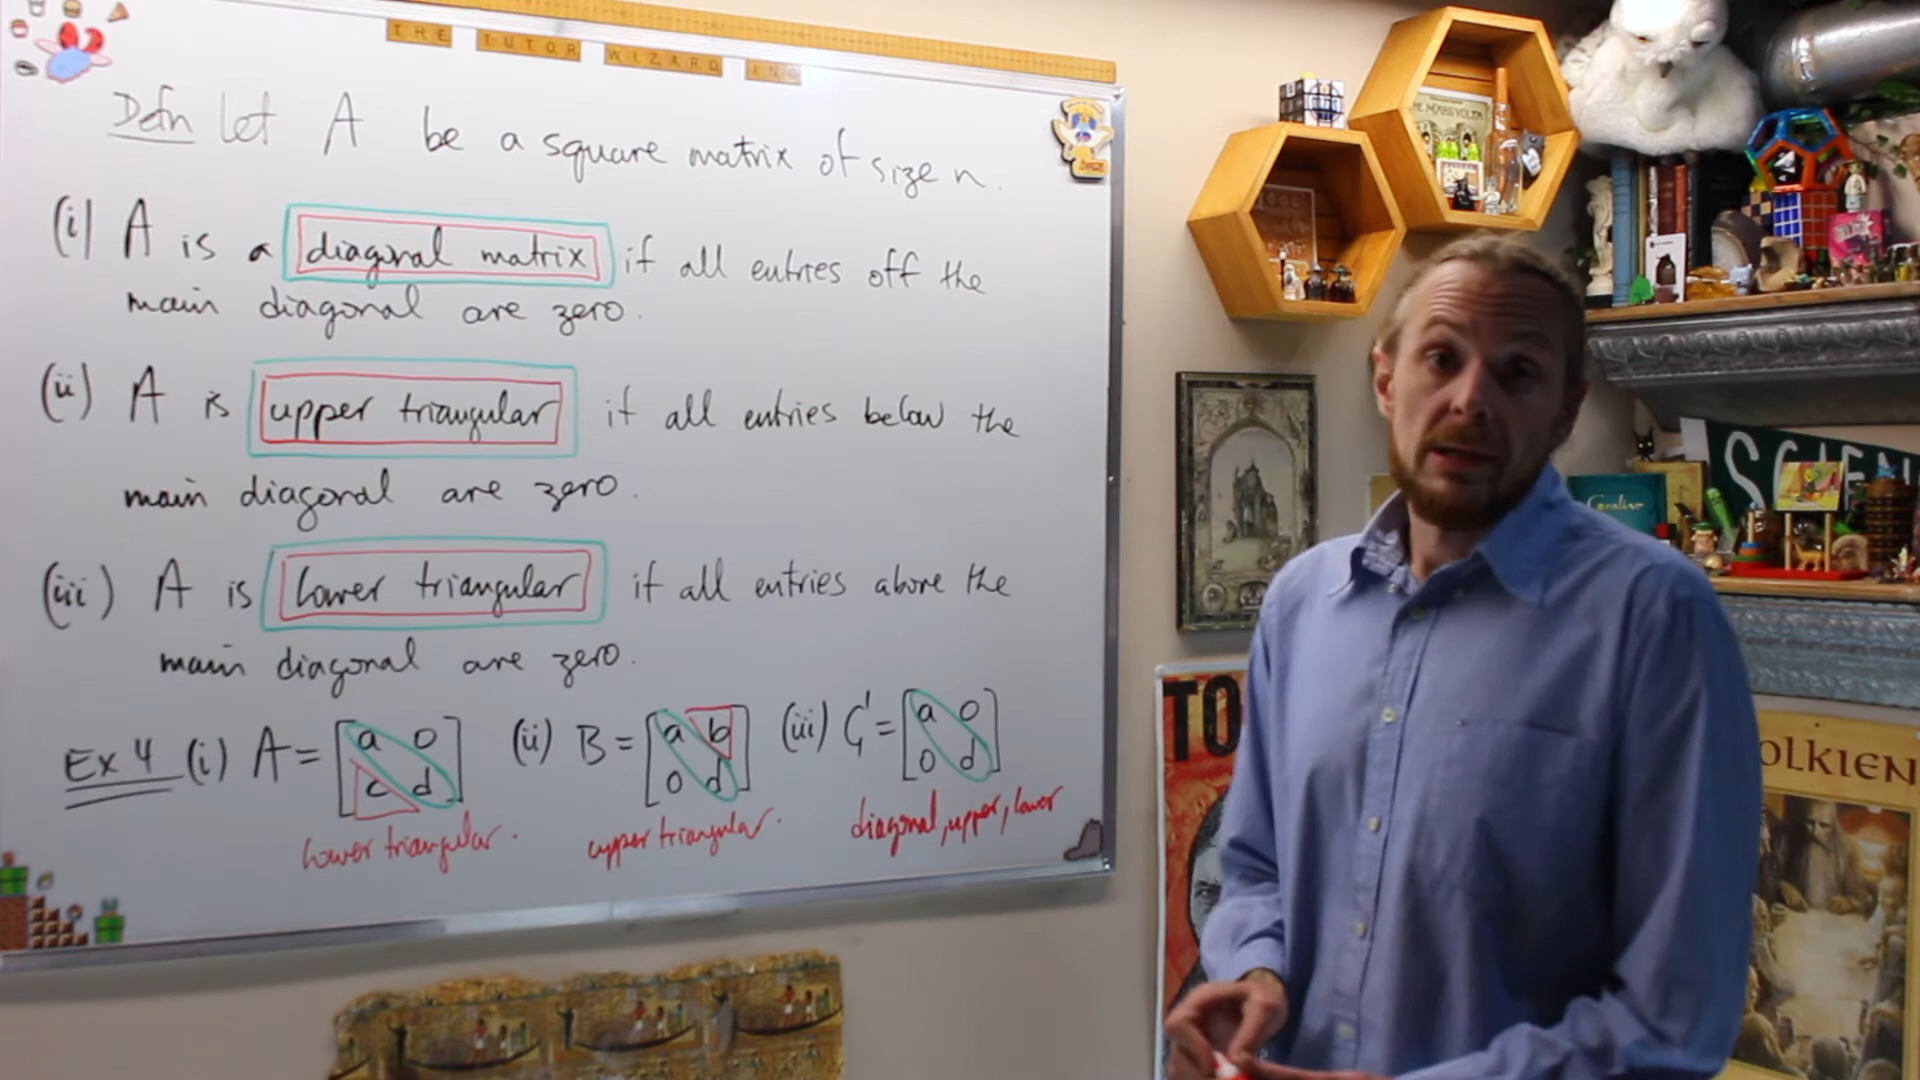 THE TUTOR WIZARD INC
Defn Let A be a square matrix of size n.
(i) A is a diagonal matrix if all entries off the
main diagonal are zero.
(ii) A is upper triangular if all entries below the
main diagonal are zero.
(iii) A is lower triangular if all entries above the
main diagonal are zero.
Ex 4 (i) A = [a 0 (ii) B = [a b (iii) C = [a 0
c d] 0 d] 0 d]
lower triangular. upper triangular. diagonal, upper, lower
Coraline
SCIEN
TO
OLKIEN